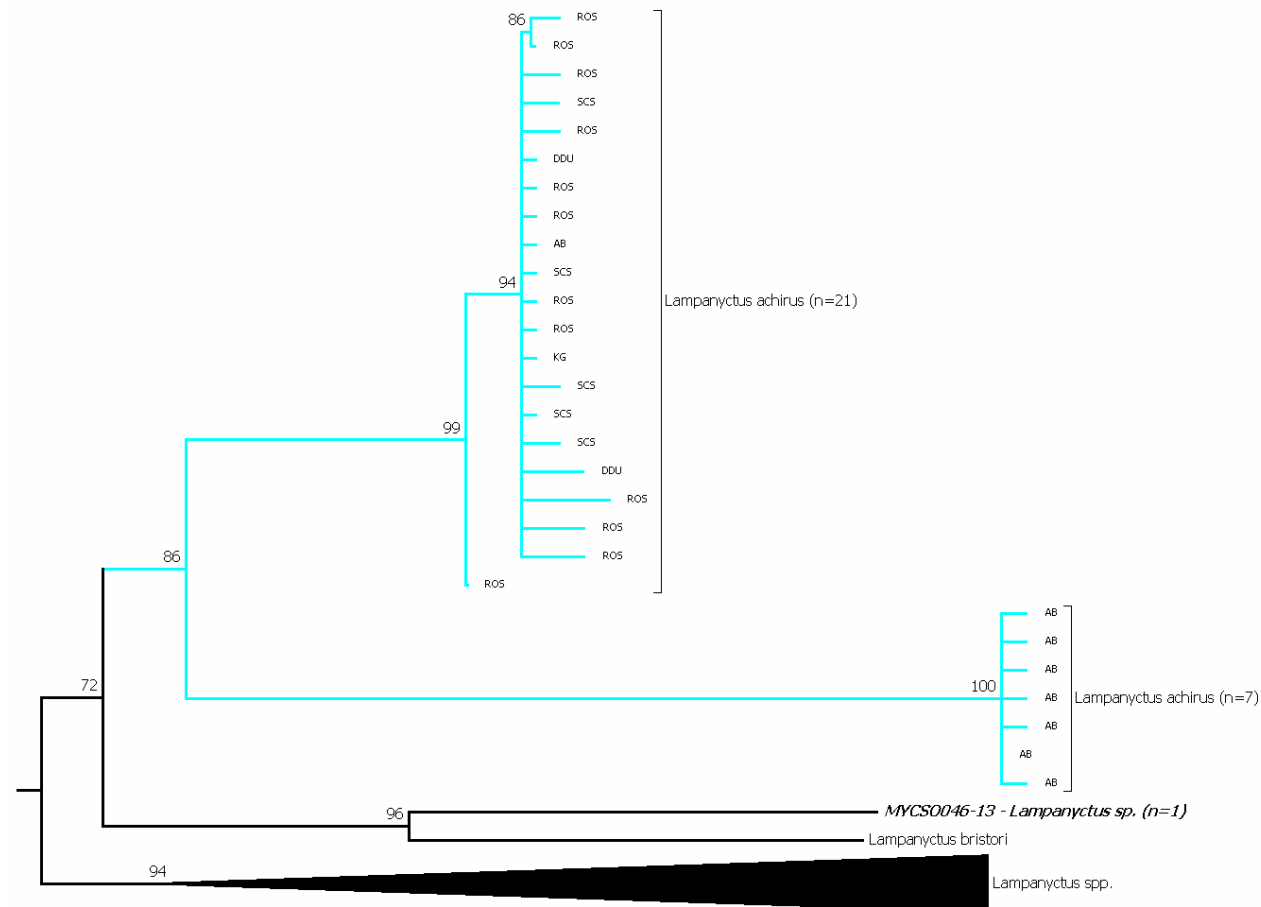 86
ROS
ROS
ROS
SCS
ROS
DDU
ROS
ROS
AB
SCS
94
Lampanyctus achirus (n=21)
ROS
ROS
KG
SCS
SCS
99
SCS
DDU
ROS
ROS
86
ROS
ROS
AB
AB
AB
72
100
AB
Lampanyctus achirus (n=7)
AB
AB
AB
96
MYCSO046-13 - Lampanyctus sp. (n=1)
Lampanyctus bristori
94
Lampanyctus spp.